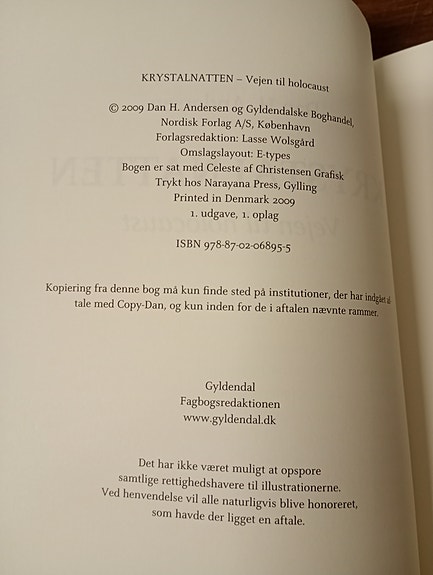 KRYSTALNATTEN – Vejen til holocaust
© 2009 Dan H. Andersen og Gyldendalske Boghandel,
Nordisk Forlag A/S, København
Forlagsredaktion: Lasse Wolsgård
Omslagslayout: E-types
Bogen er sat med Celeste af Christensen Grafisk
Trykt hos Narayana Press, Gylling
Printed in Denmark 2009
1. udgave, 1. oplag
ISBN 978-87-02-06895-5
Kopiering fra denne bog må kun finde sted på institutioner, der har indgået af-
tale med Copy-Dan, og kun inden for de i aftalen nævnte rammer.
Gyldendal
Fagbogsredaktionen
www.gyldendal.dk
Det har ikke været muligt at opspore
samtlige rettighedshavere til illustrationerne.
Ved henvendelse vil alle naturligvis blive honoreret,
som havde der ligget en aftale.